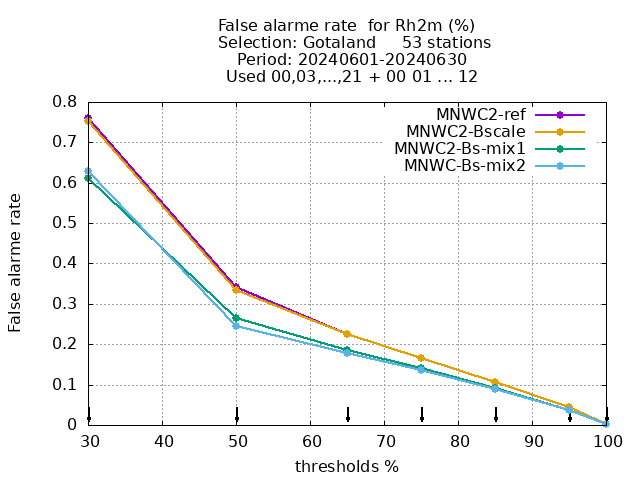 False alarme rate  for Rh2m (%)
Selection: Gotaland     53 stations
Period: 20240601-20240630
Used 00,03,...,21 + 00 01 ... 12
MNWC2-ref
MNWC2-Bscale
MNWC2-Bs-mix1
MNWC-Bs-mix2
False alarme rate
0.8
0.7
0.6
0.5
0.4
0.3
0.2
0.1
0
30 40 50 60 70 80 90 100
thresholds %